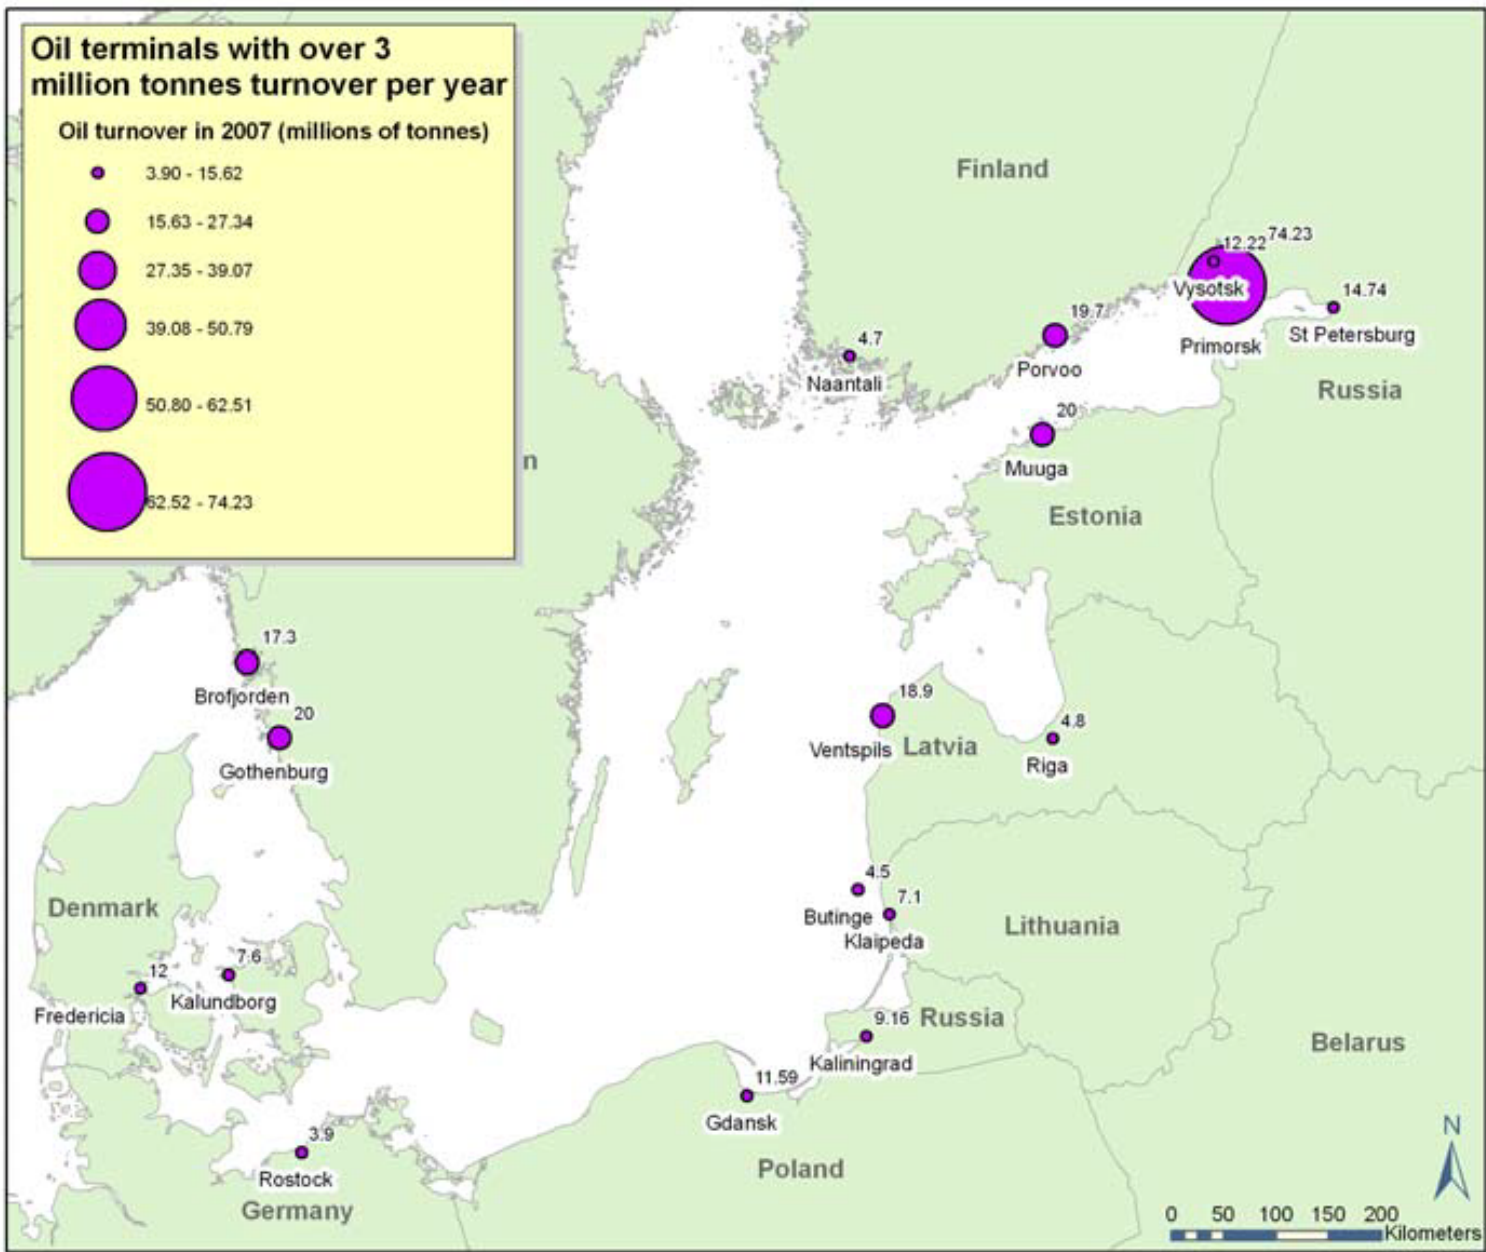 Oil terminals with over 3
million tonnes turnover per year
Oil turnover in 2007 (millions of tonnes)
3.90 - 15.62
15.63 - 27.34
27.35 - 39.07
39.08 - 50.79
50.80 - 62.51
62.52 - 74.23
Finland
12.22
74.23
Vysotsk
14.74
19.7
St Petersburg
4.7
Primorsk
Porvoo
Naantali
Russia
20
n
Muuga
Estonia
17.3
Brofjorden
18.9
20
4.8
Ventspils
Latvia
Riga
Gothenburg
4.5
7.1
Denmark
Butinge
Lithuania
Klaipeda
7.6
12
Kalundborg
Fredericia
9.16
Russia
Belarus
Kaliningrad
11.59
Gdansk
N
3.9
Poland
Rostock
Germany
0 50 100 150 200
Kilometers